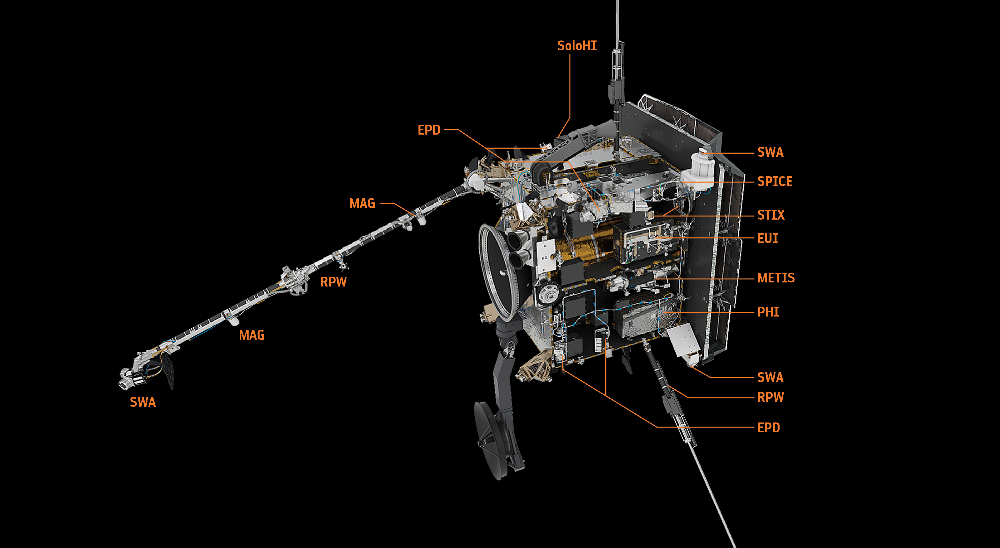 SoloHI
EPD
SWA
SPICE
MAG
STIX
EUI
METIS
RPW
PHI
MAG
SWA
RPW
SWA
EPD